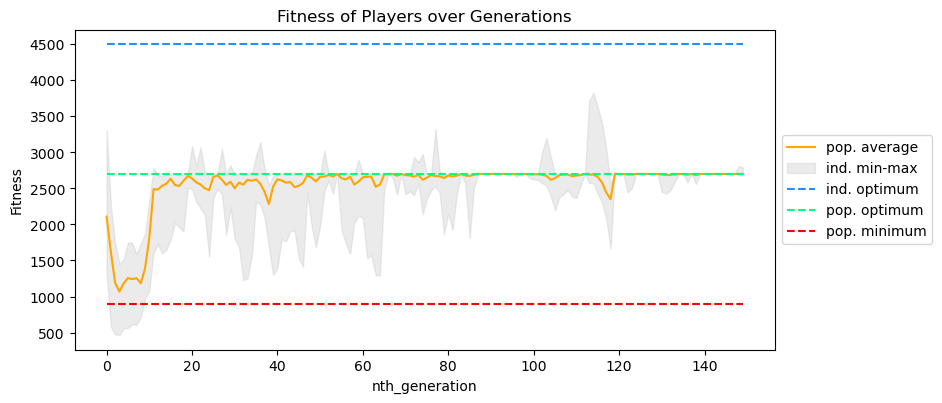 Fitness of Players over Generations
Fitness
4500
4000
3500
3000
2500
2000
1500
1000
500
0
20
40
60
80
100
120
140
nth_generation
pop. average
ind. min-max
ind. optimum
pop. optimum
pop. minimum